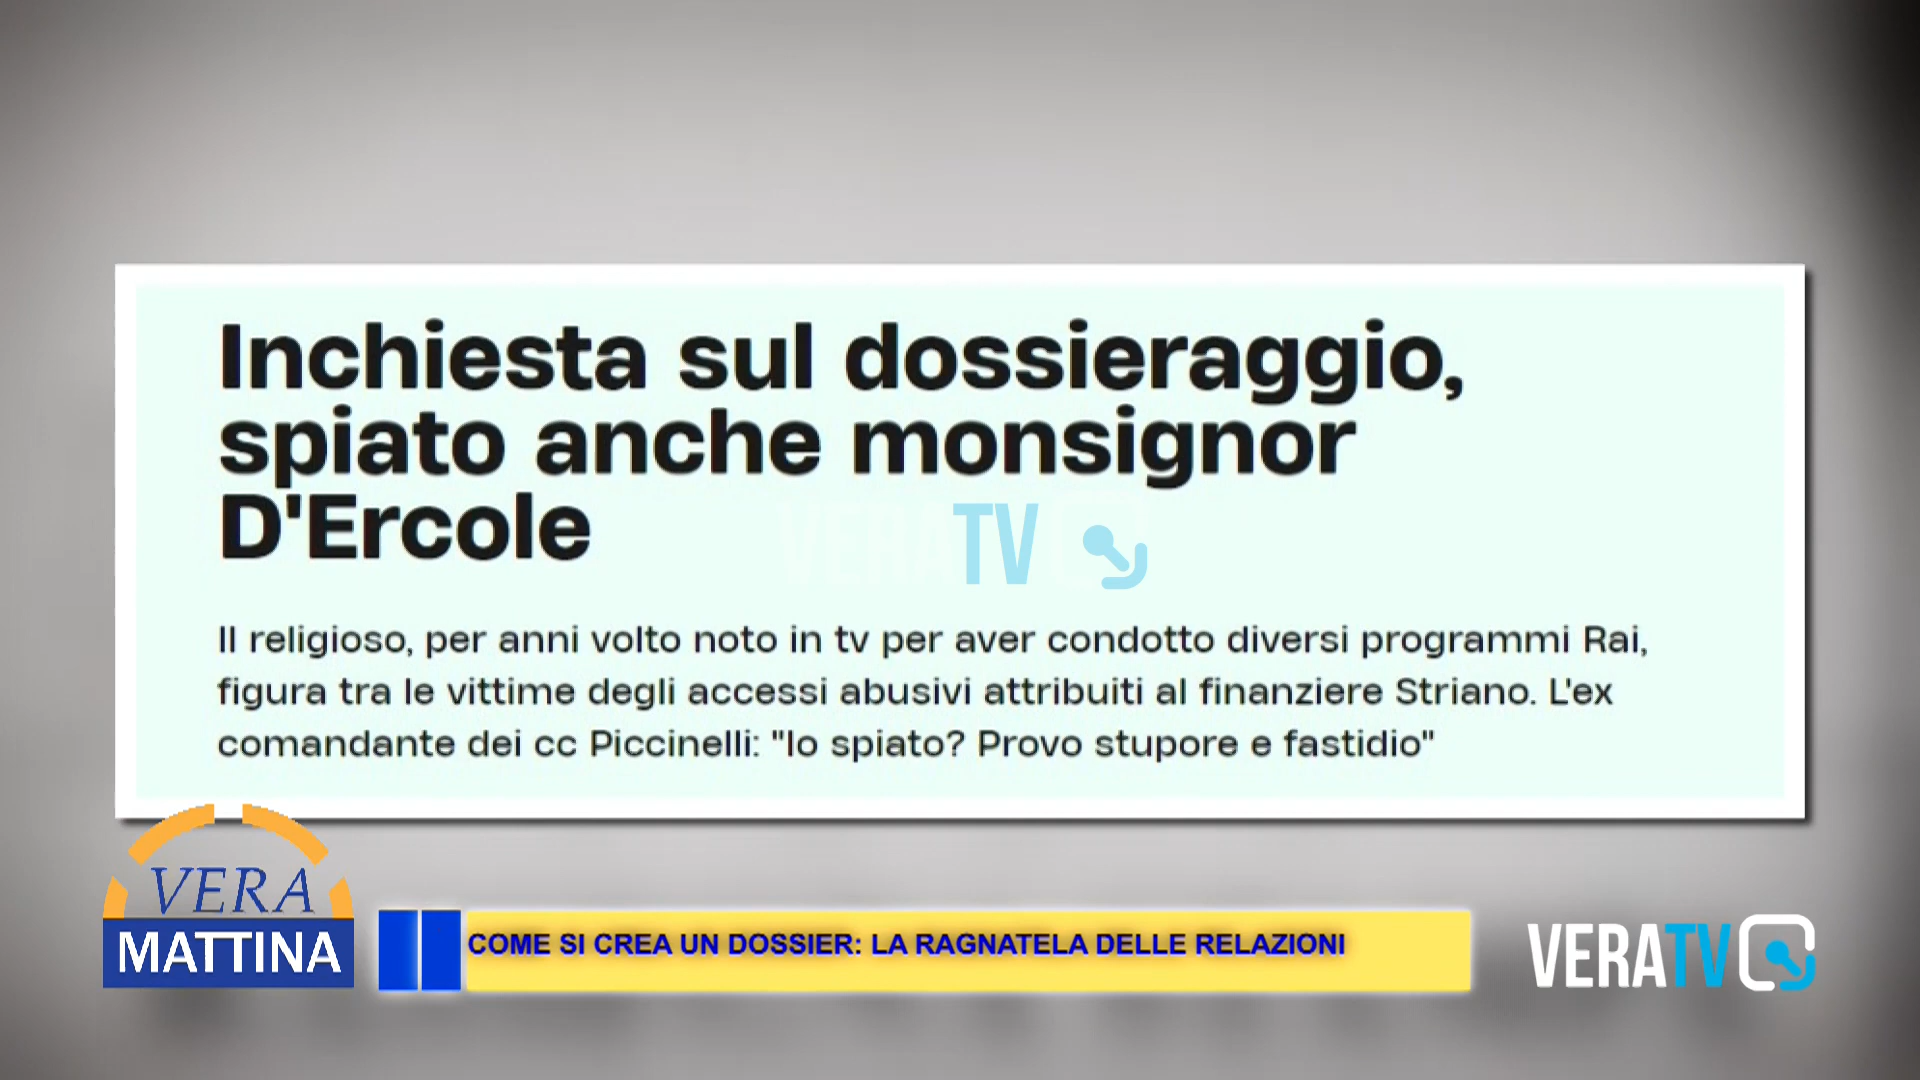 Inchiesta sul dossieraggio,
spiato anche monsignor
D'Ercole
VERATV
Il religioso, per anni volto noto in tv per aver condotto diversi programmi Rai,
figura tra le vittime degli accessi abusivi attribuiti al finanziere Striano. L'ex
comandante dei cc Piccinelli: "Io spiato? Provo stupore e fastidio"
VERA
MATTINA
COME SI CREA UN DOSSIER: LA RAGNATELA DELLE RELAZIONI
VERATV